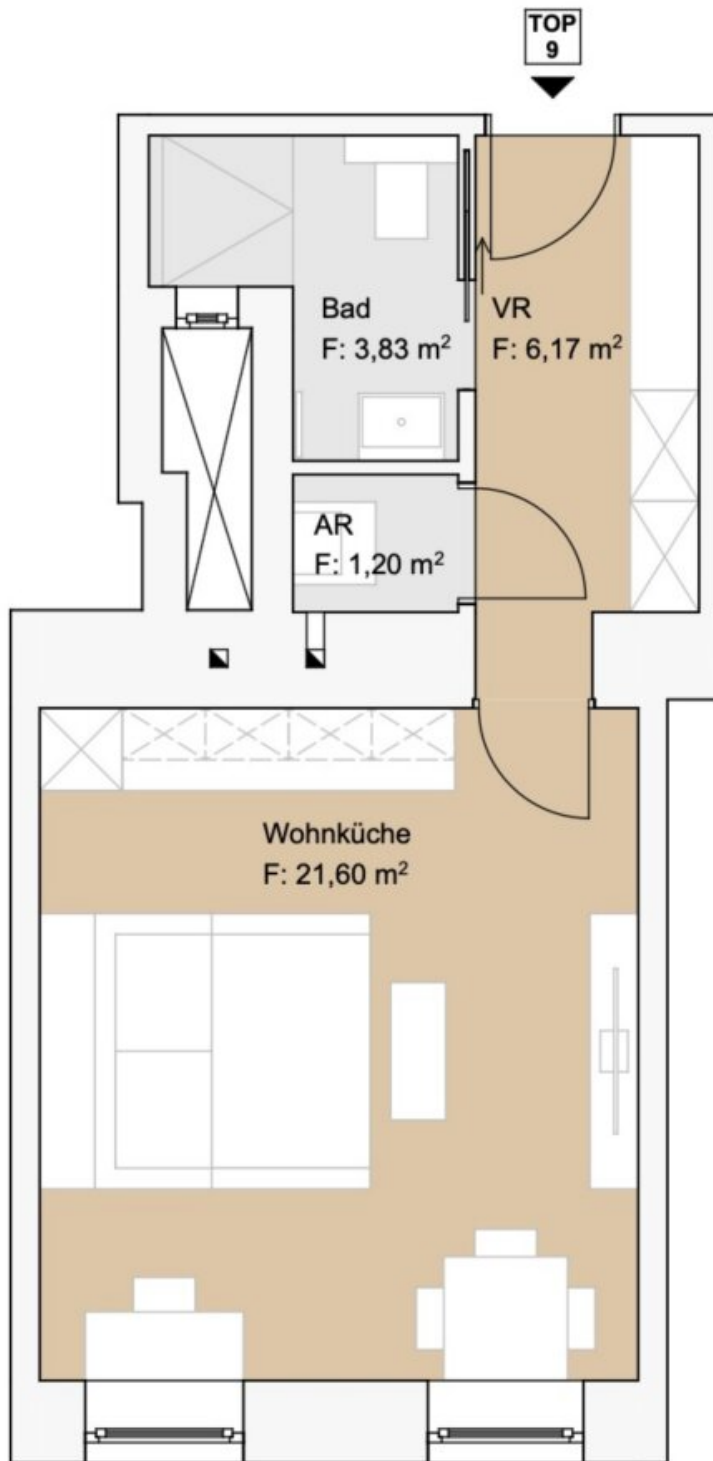 TOP
9
Bad
F: 3,83 m²
VR
F: 6,17 m²
AR
F: 1,20 m²
Wohnküche
F: 21,60 m²